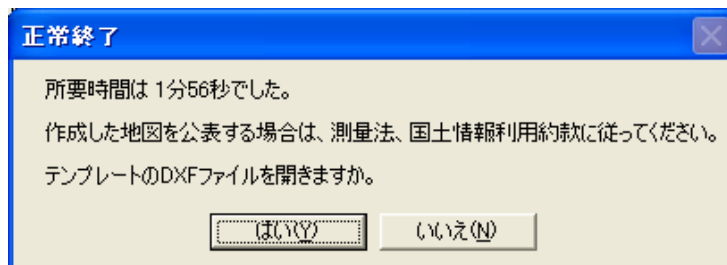 正常終了
所要時間は 1分56秒でした。
作成した地図を公表する場合は、測量法、国土情報利用約款に従ってください。
テンプレートのDXFファイルを開きますか。
はい(Y)
いいえ(N)